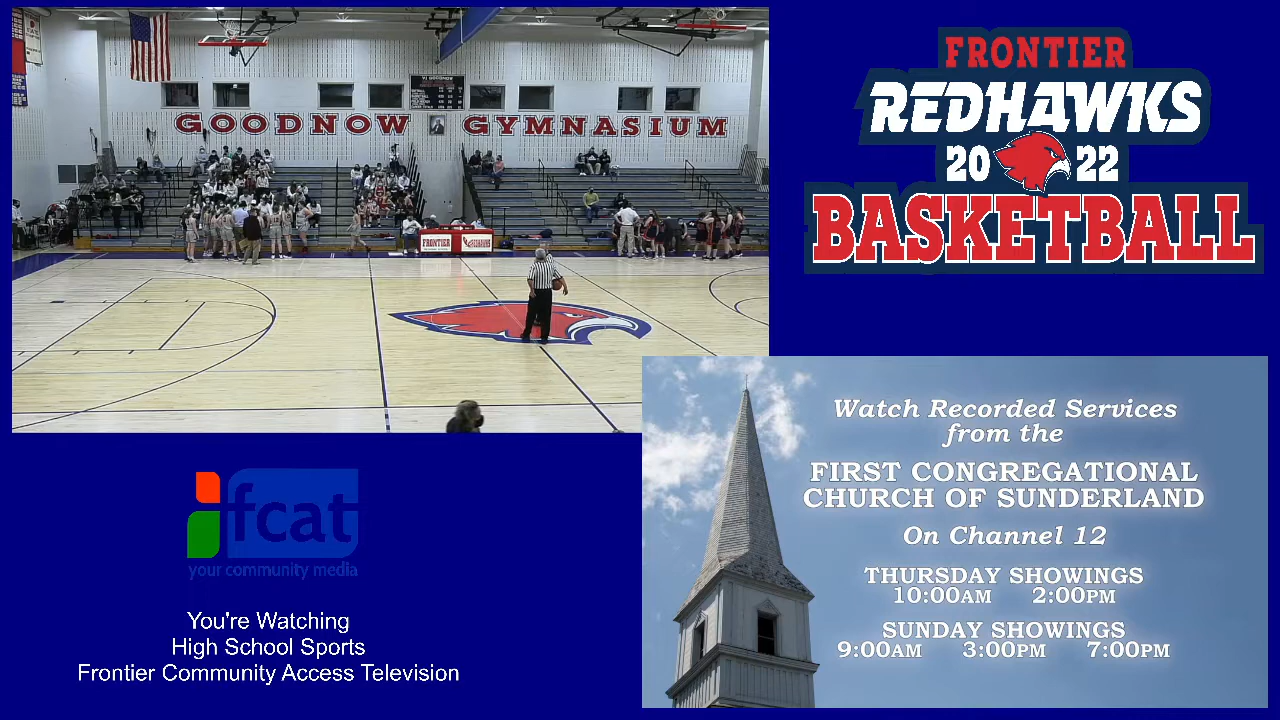 GOODNOW GYMNASIUM
FRONTIER
FRONTIER
REDHAWKS
20 22
BASKETBALL
Watch Recorded Services
from the
FIRST CONGREGATIONAL
CHURCH OF SUNDERLAND
On Channel 12
THURSDAY SHOWINGS
10:00AM 2:00PM
SUNDAY SHOWINGS
9:00AM 3:00PM 7:00PM
fcat
your community media
You're Watching
High School Sports
Frontier Community Access Television